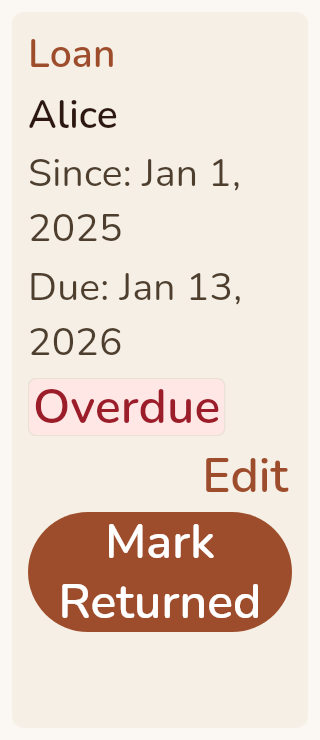 Loan
Alice
Since: Jan 1,
2025
Due: Jan 13,
2026
Overdue
Edit
Mark
Returned